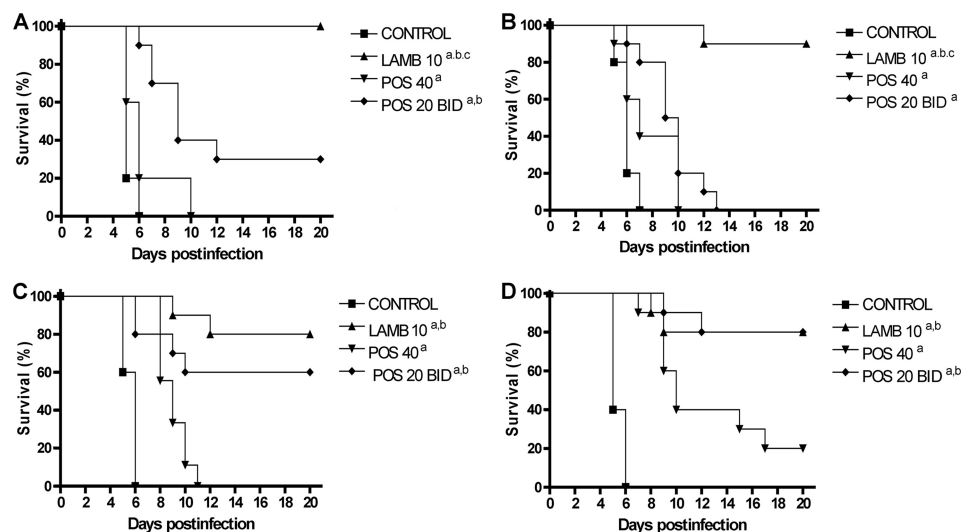 A
Survival (%)
100
80
60
40
20
0
0 2 4 6 8 10 12 14 16 18 20
Days postinfection
CONTROL
LAMB 10 a.b.c
POS 40 a
POS 20 BID a,b
B
Survival (%)
100
80
60
40
20
0
0 2 4 6 8 10 12 14 16 18 20
Days postinfection
CONTROL
LAMB 10 a.b.c
POS 40 a
POS 20 BID a
C
Survival (%)
100
80
60
40
20
0
0 2 4 6 8 10 12 14 16 18 20
Days postinfection
CONTROL
LAMB 10 a,b
POS 40 a
POS 20 BID a,b
D
Survival (%)
100
80
60
40
20
0
0 2 4 6 8 10 12 14 16 18 20
Days postinfection
CONTROL
LAMB 10 a,b
POS 40 a
POS 20 BID a,b